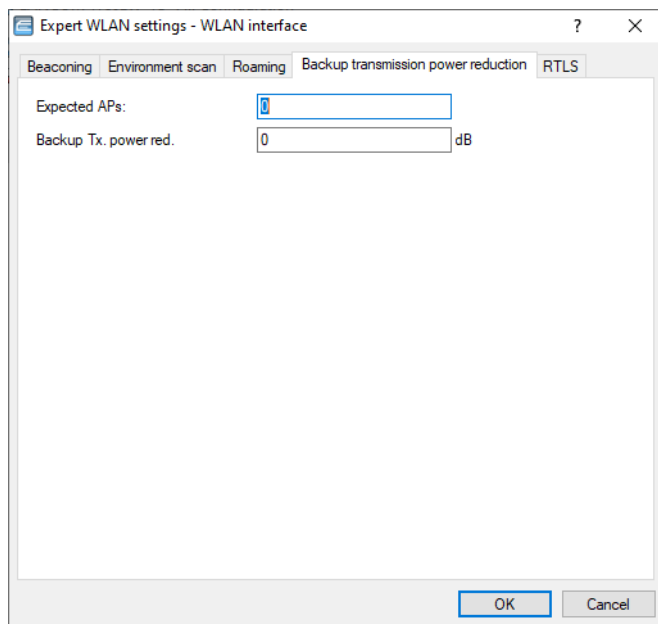 Expert WLAN settings - WLAN interface ?
Beaconing Environment scan Roaming Backup transmission power reduction RTLS
Expected APs: 0
Backup Tx. power red. 0 dB
OK Cancel